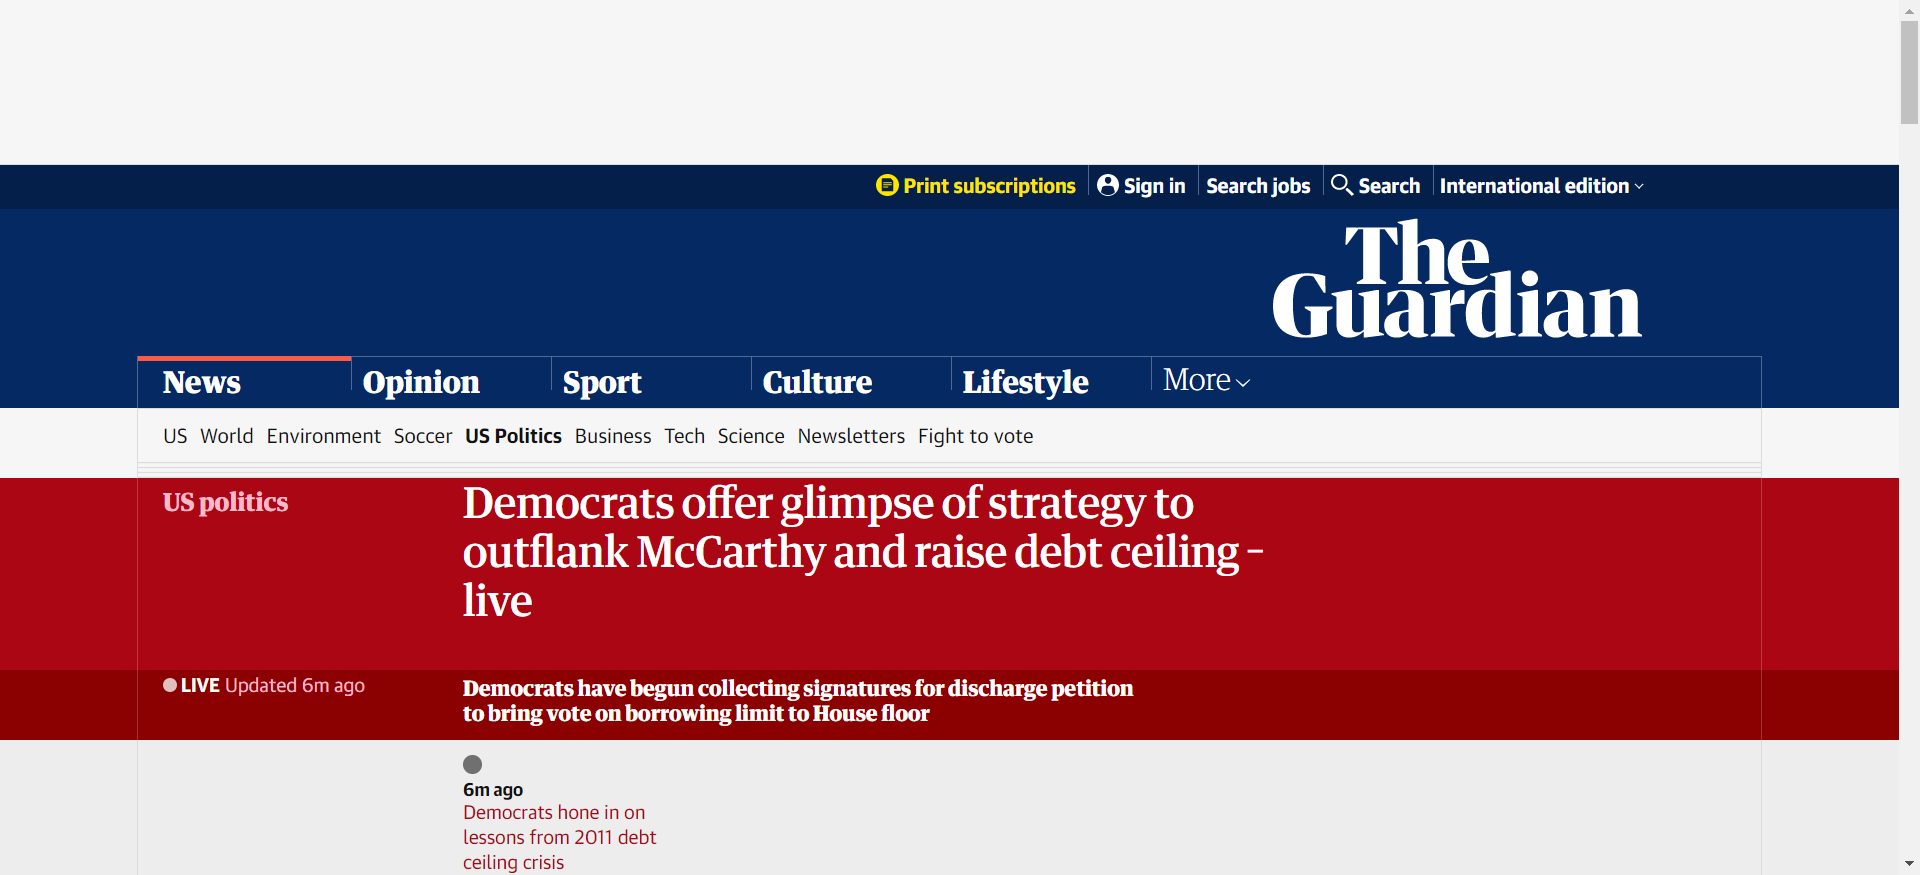 Print subscriptions Sign in Search jobs Search International edition
The
Guardian
News Opinion Sport Culture Lifestyle More
US World Environment Soccer US Politics Business Tech Science Newsletters Fight to vote
US politics
Democrats offer glimpse of strategy to
outflank McCarthy and raise debt ceiling –
live
LIVE Updated 6m ago
Democrats have begun collecting signatures for discharge petition
to bring vote on borrowing limit to House floor
6m ago
Democrats hone in on
lessons from 2011 debt
ceiling crisis